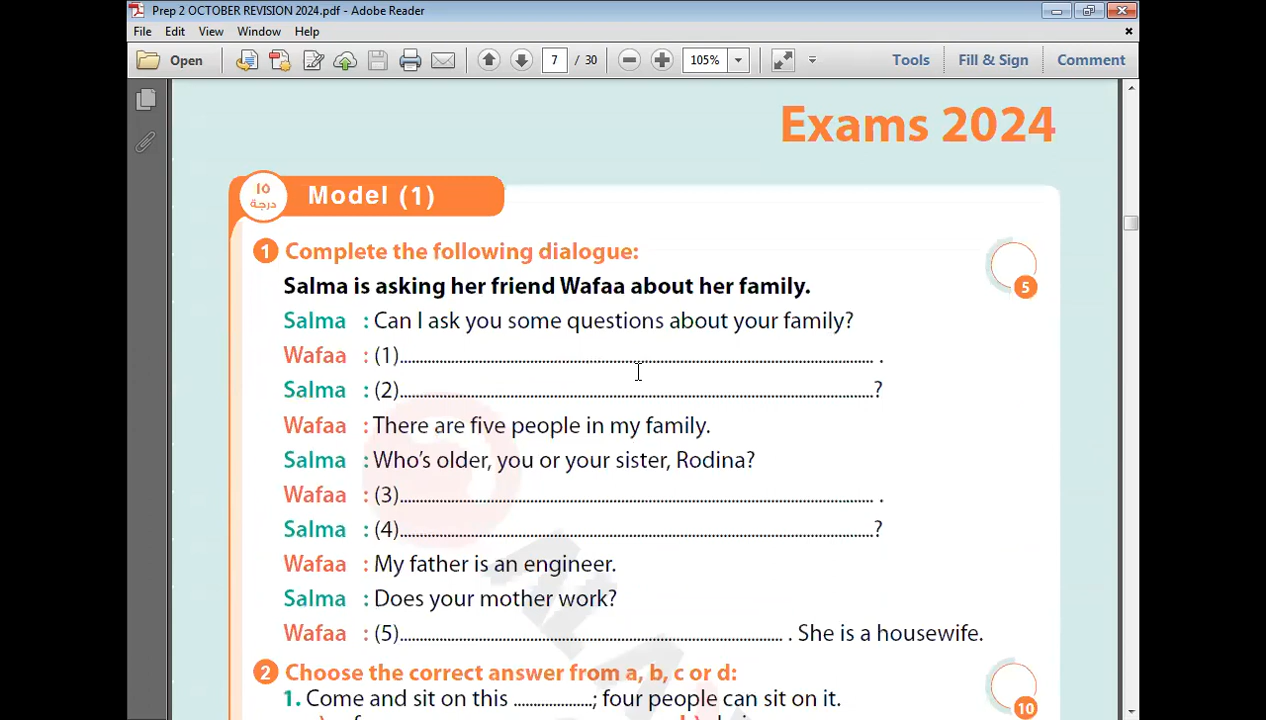 Prep 2 OCTOBER REVISION 2024.pdf - Adobe Reader
File Edit View Window Help
Open 7 / 30 105% Tools Fill & Sign Comment
Exams 2024
١٥
درجة
Model (1)
1 Complete the following dialogue:
5
Salma is asking her friend Wafaa about her family.
Salma : Can I ask you some questions about your family?
Wafaa : (1).................................................................................................... .
Salma : (2)....................................................................................................?
Wafaa : There are five people in my family.
Salma : Who's older, you or your sister, Rodina?
Wafaa : (3).................................................................................................... .
Salma : (4)....................................................................................................?
Wafaa : My father is an engineer.
Salma : Does your mother work?
Wafaa : (5)................................................................................ . She is a housewife.
2 Choose the correct answer from a, b, c or d:
10
1. Come and sit on this ....................; four people can sit on it.